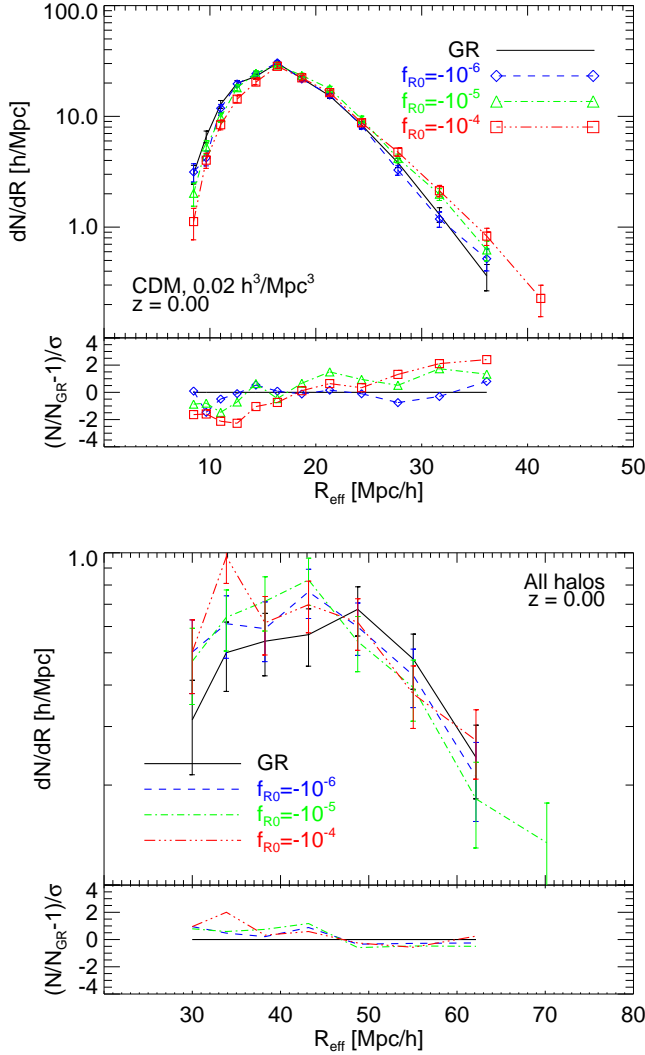 100.0
10.0
1.0
dN/dR [h/Mpc]
GR
f_R0=-10^-6
f_R0=-10^-5
f_R0=-10^-4
CDM, 0.02 h^3/Mpc^3
z = 0.00
4
2
0
-2
-4
(N/N_GR-1)/σ
10 20 30 40 50
R_eff [Mpc/h]
1.0
dN/dR [h/Mpc]
All halos
z = 0.00
GR
f_R0=-10^-6
f_R0=-10^-5
f_R0=-10^-4
4
2
0
-2
-4
(N/N_GR-1)/σ
30 40 50 60 70 80
R_eff [Mpc/h]